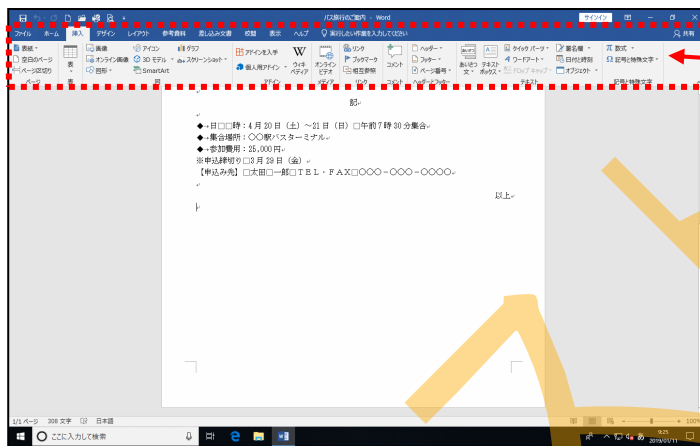 バス旅行のご案内 - Word
サインイン
ファイル ホーム 挿入 デザイン レイアウト 参考資料 差し込み文書 校閲 表示 ヘルプ 実行したい作業を入力してください 共有
表紙 画像 アイコン グラフ アドインを入手 リンク ヘッダー クイック パーツ 署名欄 数式
空白のページ オンライン画像 3D モデル スクリーンショット ブックマーク フッター ワードアート 日付と時刻 記号と特殊文字
ページ区切り 表 図形 SmartArt 個人用アドイン ウィキペディア オンラインビデオ 相互参照 コメント ページ番号 あいさつ文 テキストボックス ドロップ キャップ オブジェクト
ページ 表 図 アドイン メディア リンク コメント ヘッダーとフッター テキスト 記号と特殊文字
記
◆→日□□時：4月20日（土）～21日（日）□午前7時30分集合
◆→集合場所：〇〇駅バスターミナル
◆→参加費用：25,000円
※申込締切り□3月29日（金）
【申込み先】□太田□一郎□ＴＥＬ・ＦＡＸ□〇〇〇－〇〇〇－〇〇〇〇
以上
1/1 ページ 308 文字 日本語 100%
ここに入力して検索
9:25
2019/01/11